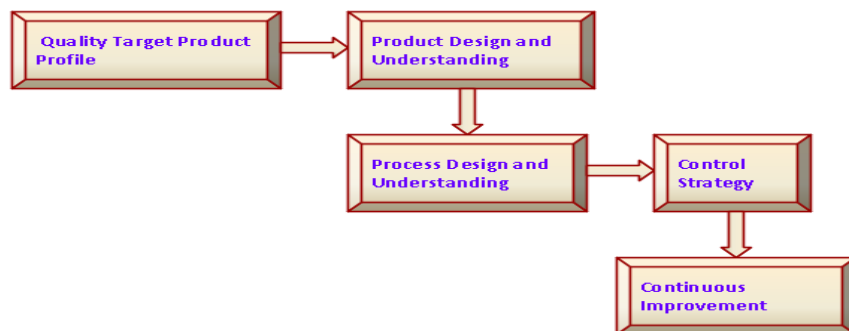 Quality Target Product
Profile
Product Design and
Understanding
Process Design and
Understanding
Control
Strategy
Continuous
Improvement